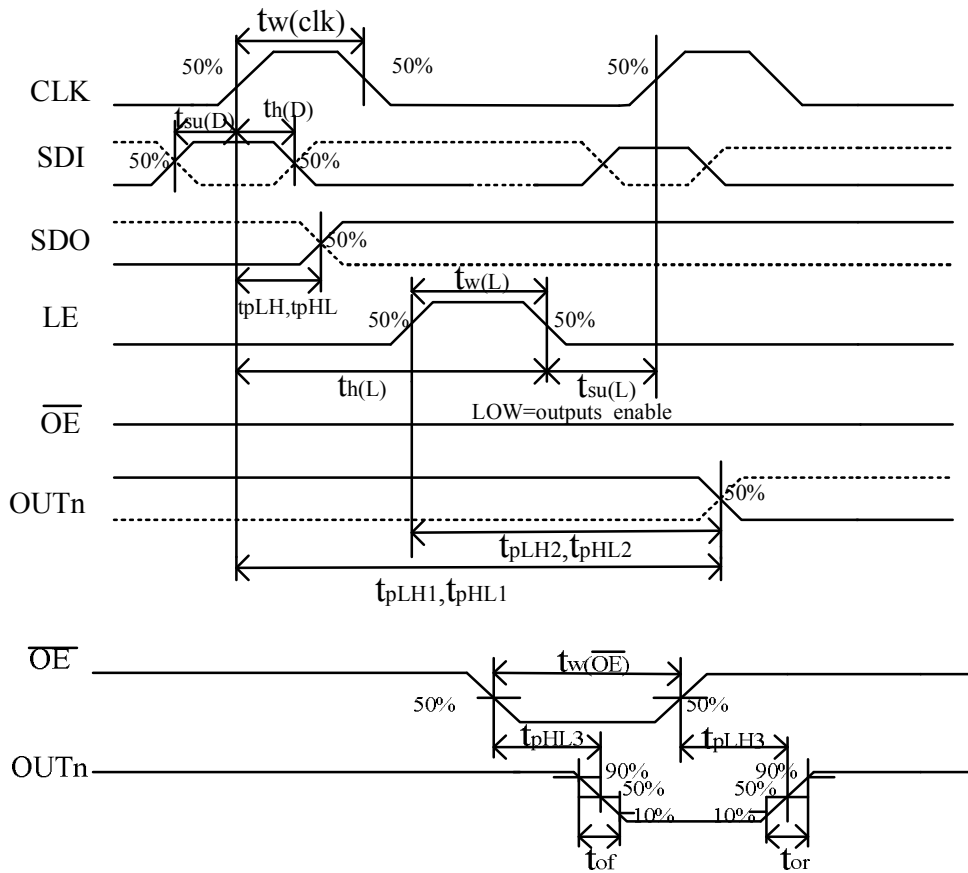 tw(clk)
50% 50% 50%
CLK
tsu(D) th(D)
SDI 50% 50%
SDO 50%
tpLH,tpHL tw(L)
LE 50% 50%
th(L) tsu(L)
LOW=outputs enable
OE
OUTn 50%
tpLH2,tpHL2
tpLH1,tpHL1
OE tw(OE)
50% 50%
tpHL3 tpLH3
OUTn 90% 90%
50% 50%
10% 10%
tof tor